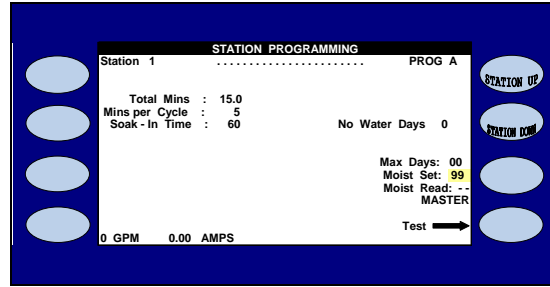 STATION PROGRAMMING
Station 1 ...................... PROG A
STATION UP
Total Mins : 15.0
Mins per Cycle : 5
Soak - In Time : 60 No Water Days 0
STATION DOWN
Max Days: 00
Moist Set: 99
Moist Read: - -
MASTER
Test
0 GPM 0.00 AMPS